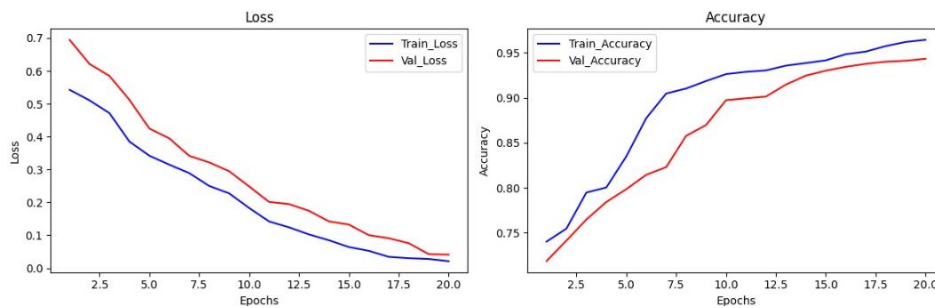 Loss
Train_Loss
Val_Loss
0.7
0.6
0.5
0.4
0.3
0.2
0.1
0.0
Loss
2.5
5.0
7.5
10.0
12.5
15.0
17.5
20.0
Epochs
Accuracy
Train_Accuracy
Val_Accuracy
0.95
0.90
0.85
0.80
0.75
Accuracy
2.5
5.0
7.5
10.0
12.5
15.0
17.5
20.0
Epochs